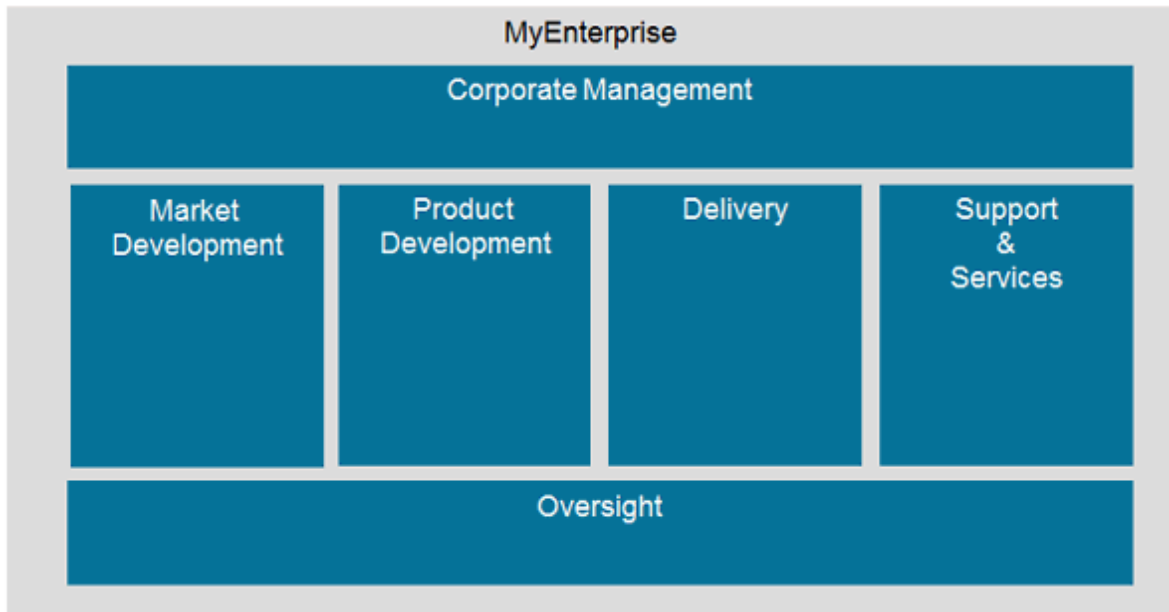 MyEnterprise
Corporate Management
Market
Development
Product
Development
Delivery
Support
&
Services
Oversight